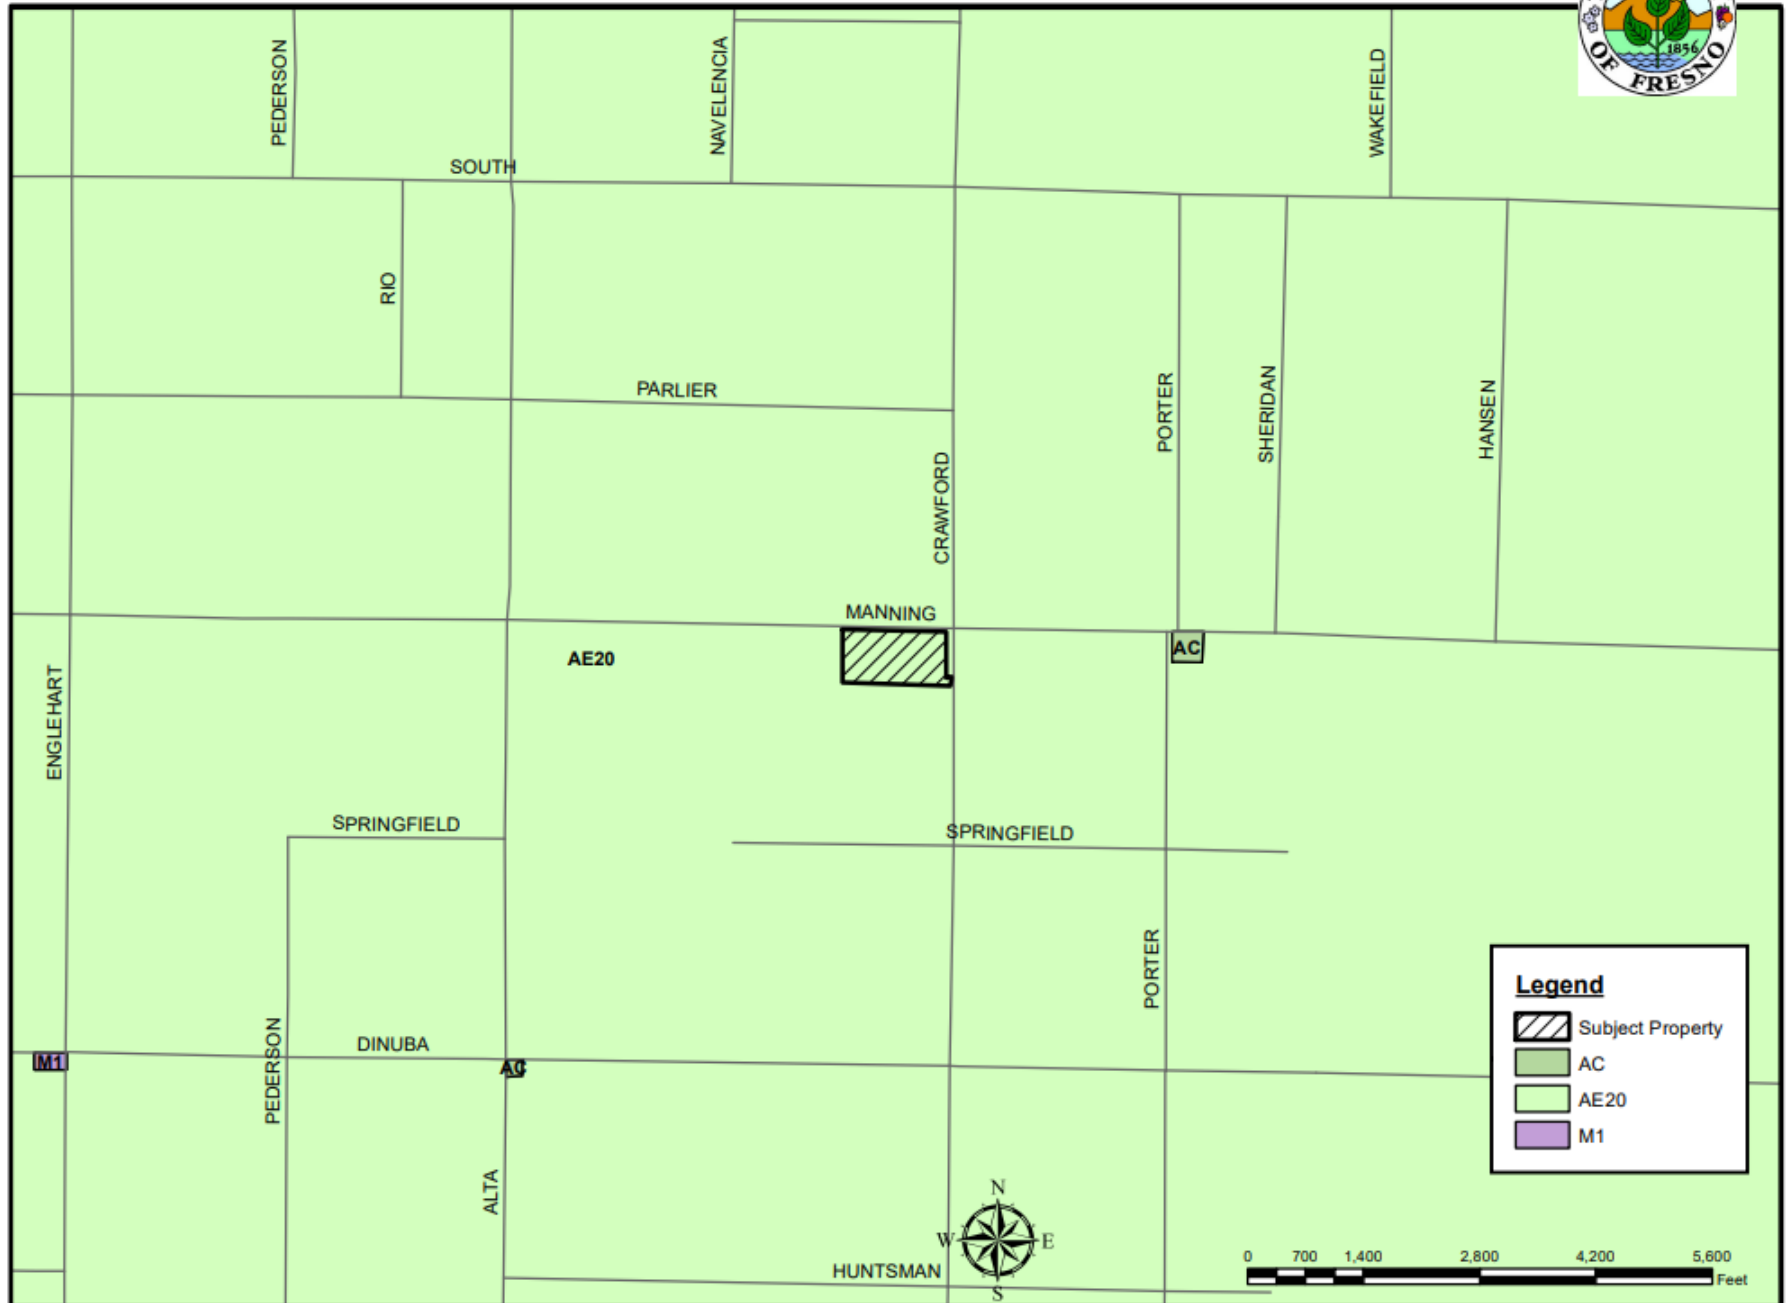 1856
OF FRESNO
PEDERSON
NAVELENCIA
WAKEFIELD
SOUTH
RIO
PARLIER
PORTER
SHERIDAN
HANSEN
CRAWFORD
MANNING
AE20
AC
ENGLEHART
SPRINGFIELD
SPRINGFIELD
PORTER
PEDERSON
DINUBA
M1
AC
ALTA
HUNTSMAN
N
W
E
S
Legend
Subject Property
AC
AE20
M1
0 700 1,400 2,800 4,200 5,600
Feet